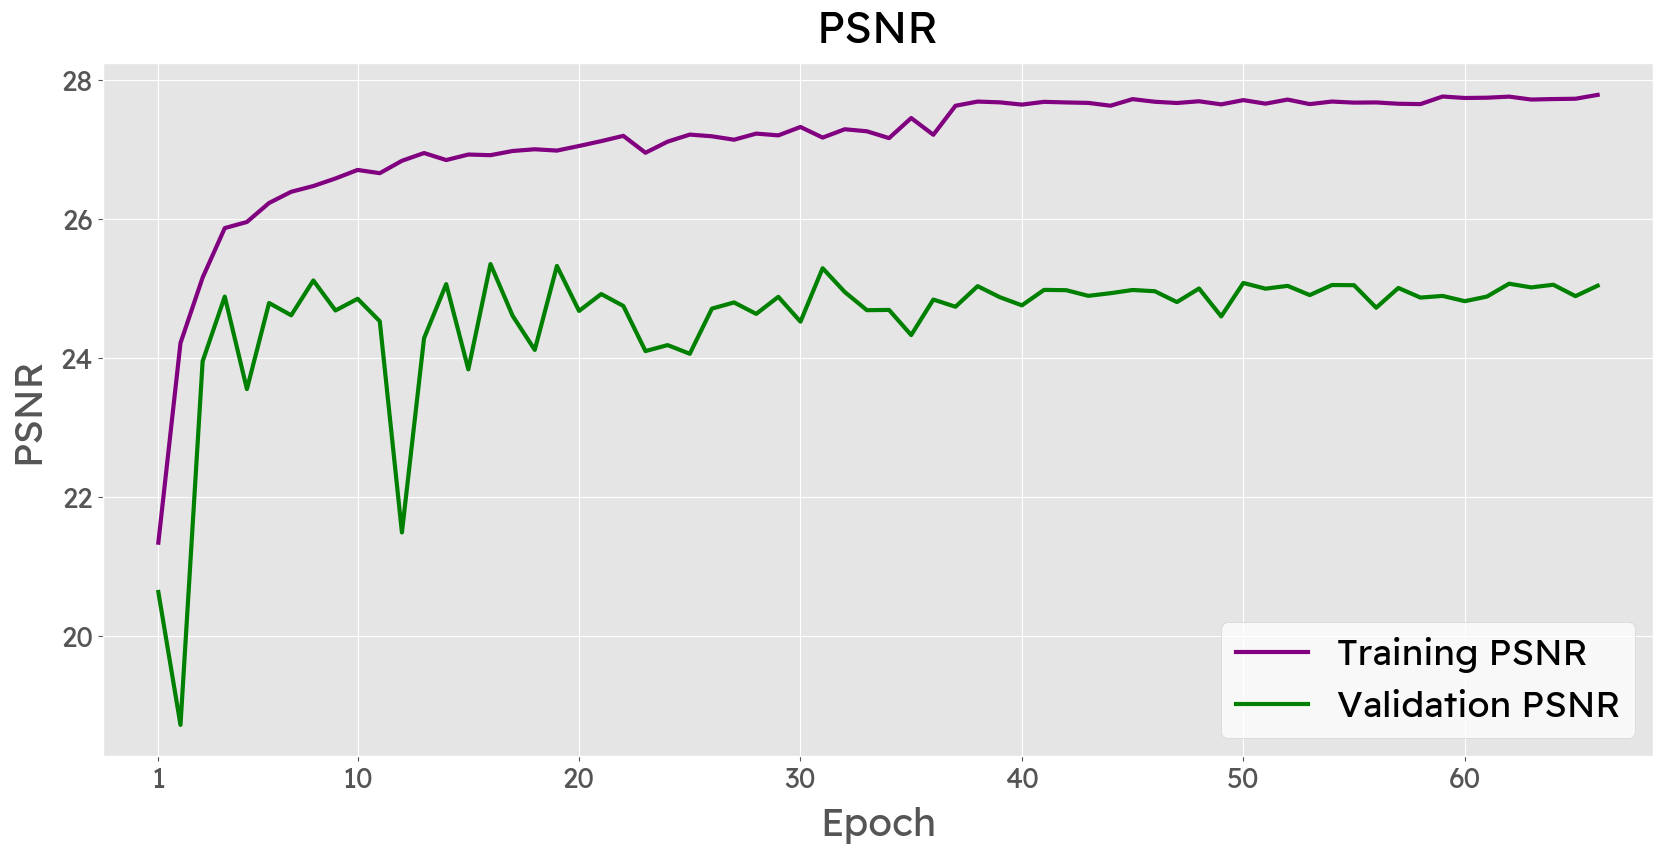 PSNR
28
26
24
22
20
PSNR
1 10 20 30 40 50 60
Epoch
Training PSNR
Validation PSNR